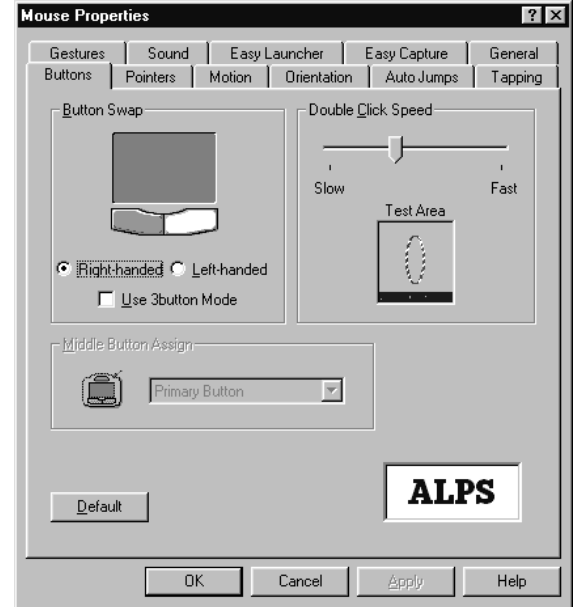 Mouse Properties
Gestures Sound Easy Launcher Easy Capture General
Buttons Pointers Motion Orientation Auto Jumps Tapping
Button Swap
Double Click Speed
Slow Fast
Test Area
Right-handed Left-handed
Use 3button Mode
Middle Button Assign
Primary Button
ALPS
Default
OK Cancel Apply Help